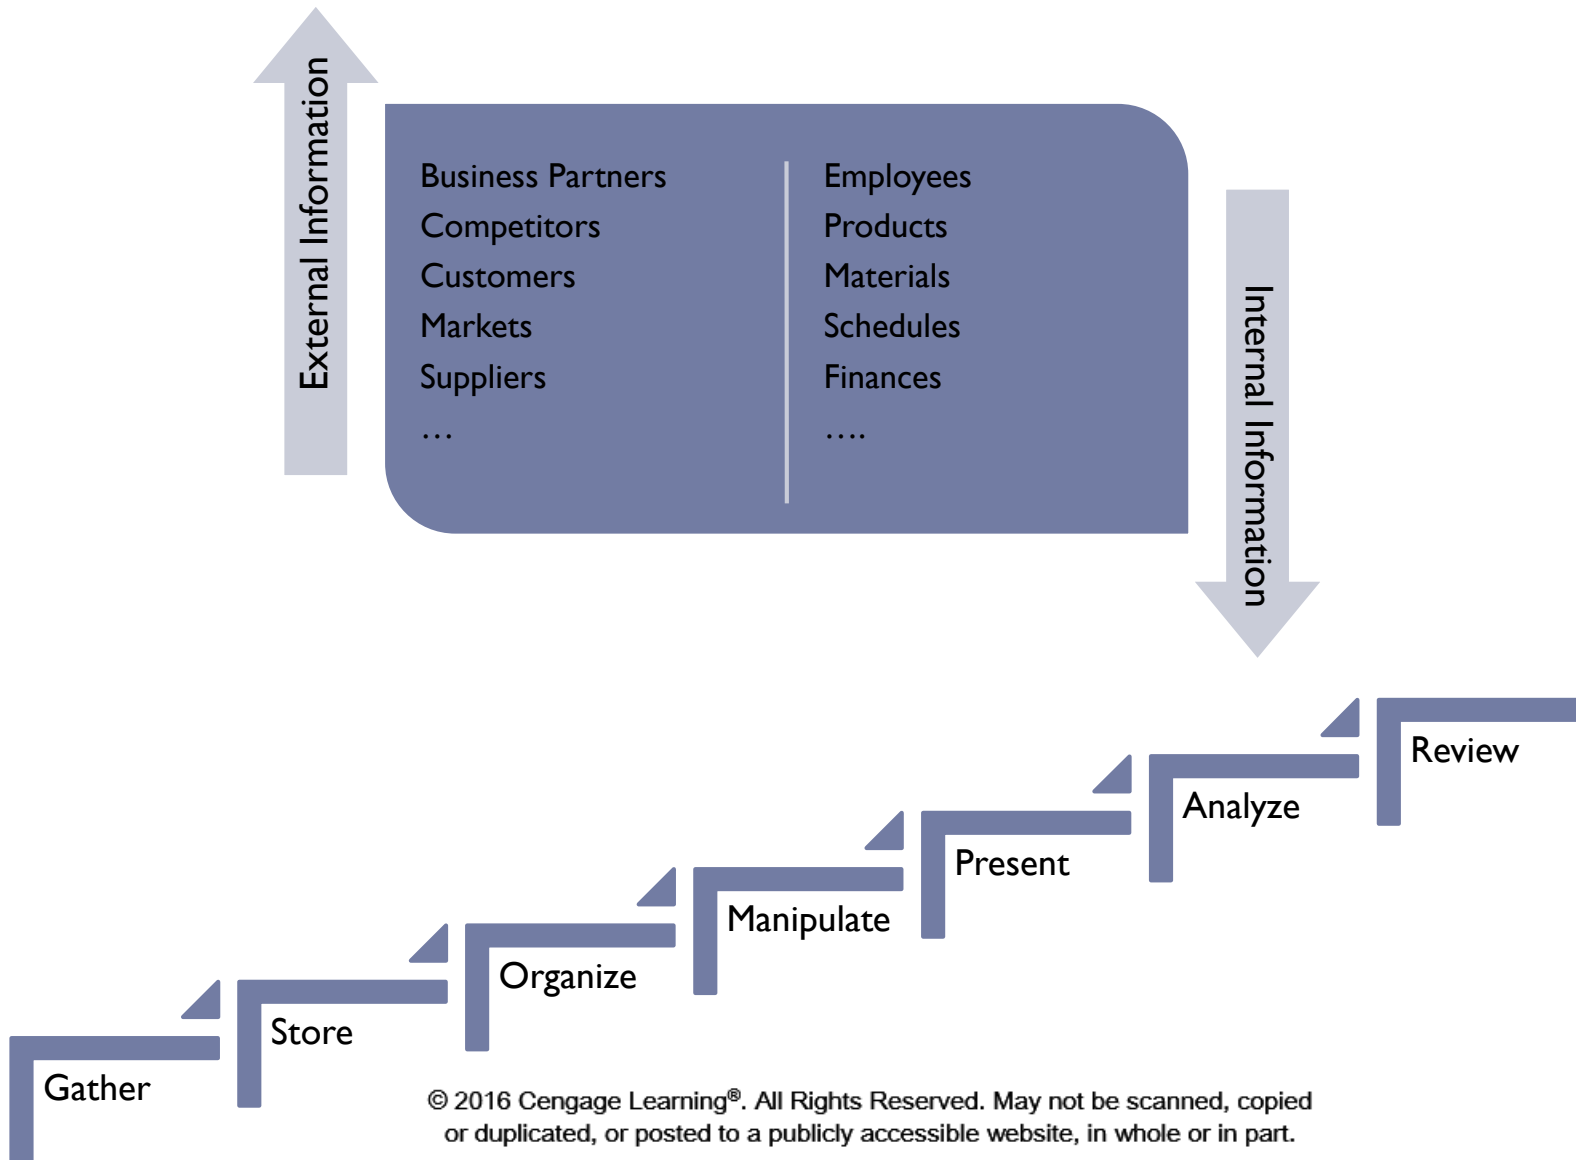 External Information
Business Partners
Competitors
Customers
Markets
Suppliers
…
Employees
Products
Materials
Schedules
Finances
….
Internal Information
Gather
Store
Organize
Manipulate
Present
Analyze
Review
© 2016 Cengage Learning®. All Rights Reserved. May not be scanned, copied
or duplicated, or posted to a publicly accessible website, in whole or in part.